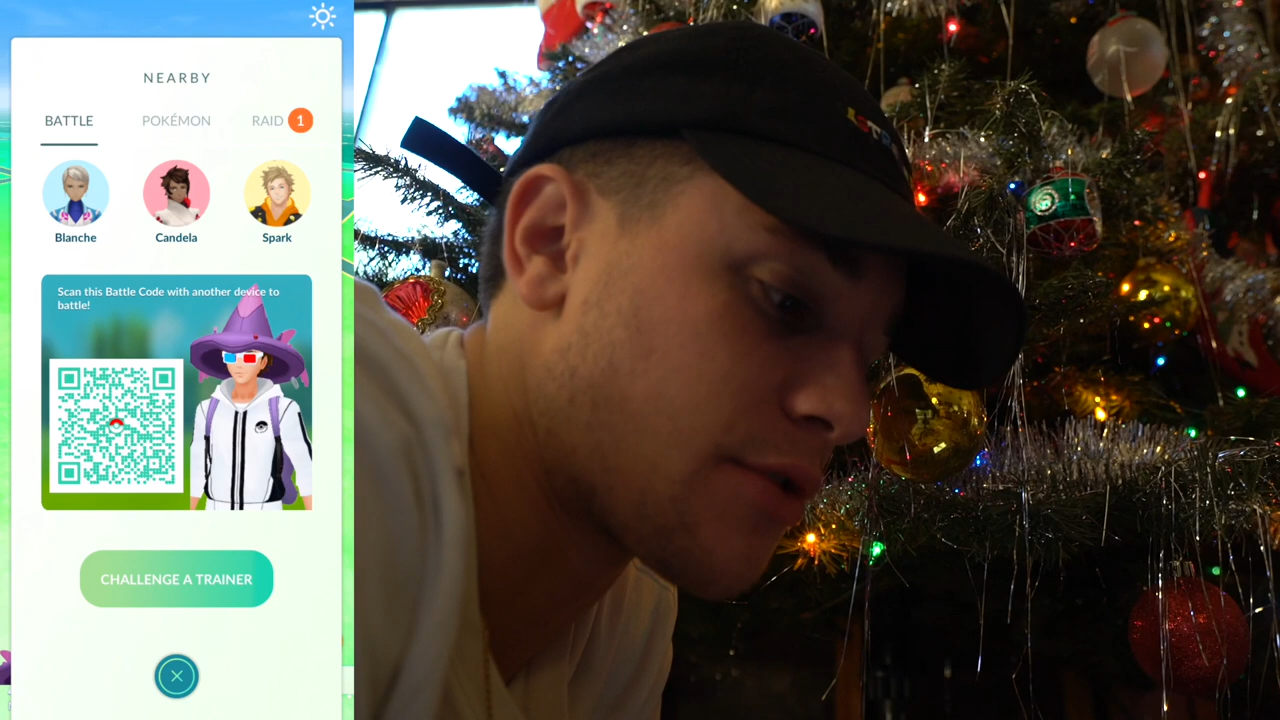 NEARBY
BATTLE
POKÉMON
RAID 1
Blanche
Candela
Spark
Scan this Battle Code with another device to
battle!
CHALLENGE A TRAINER